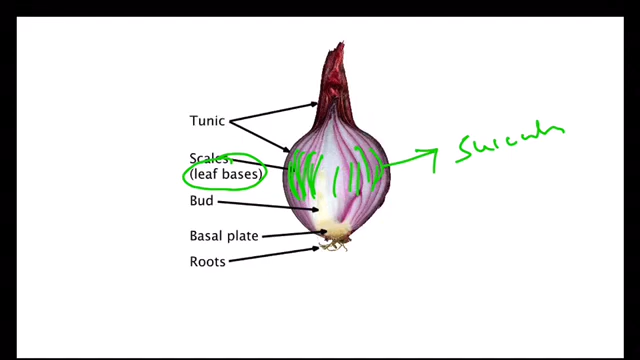 Tunic
Scales
(leaf bases)
Bud
Basal plate
Roots